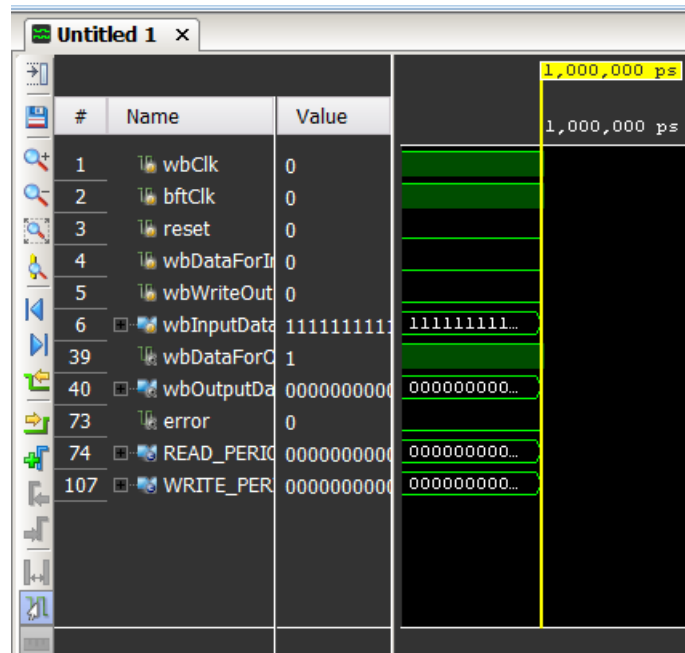 Untitled 1 ×
1,000,000 ps
# Name Value
1,000,000 ps
1 wbClk 0
2 bftClk 0
3 reset 0
4 wbDataForIn 0
5 wbWriteOut 0
6 wbInputData 1111111111 111111111...
39 wbDataForO 1
40 wbOutputDa 0000000000 000000000...
73 error 0
74 READ_PERIO 0000000000 000000000...
107 WRITE_PER 0000000000 000000000...